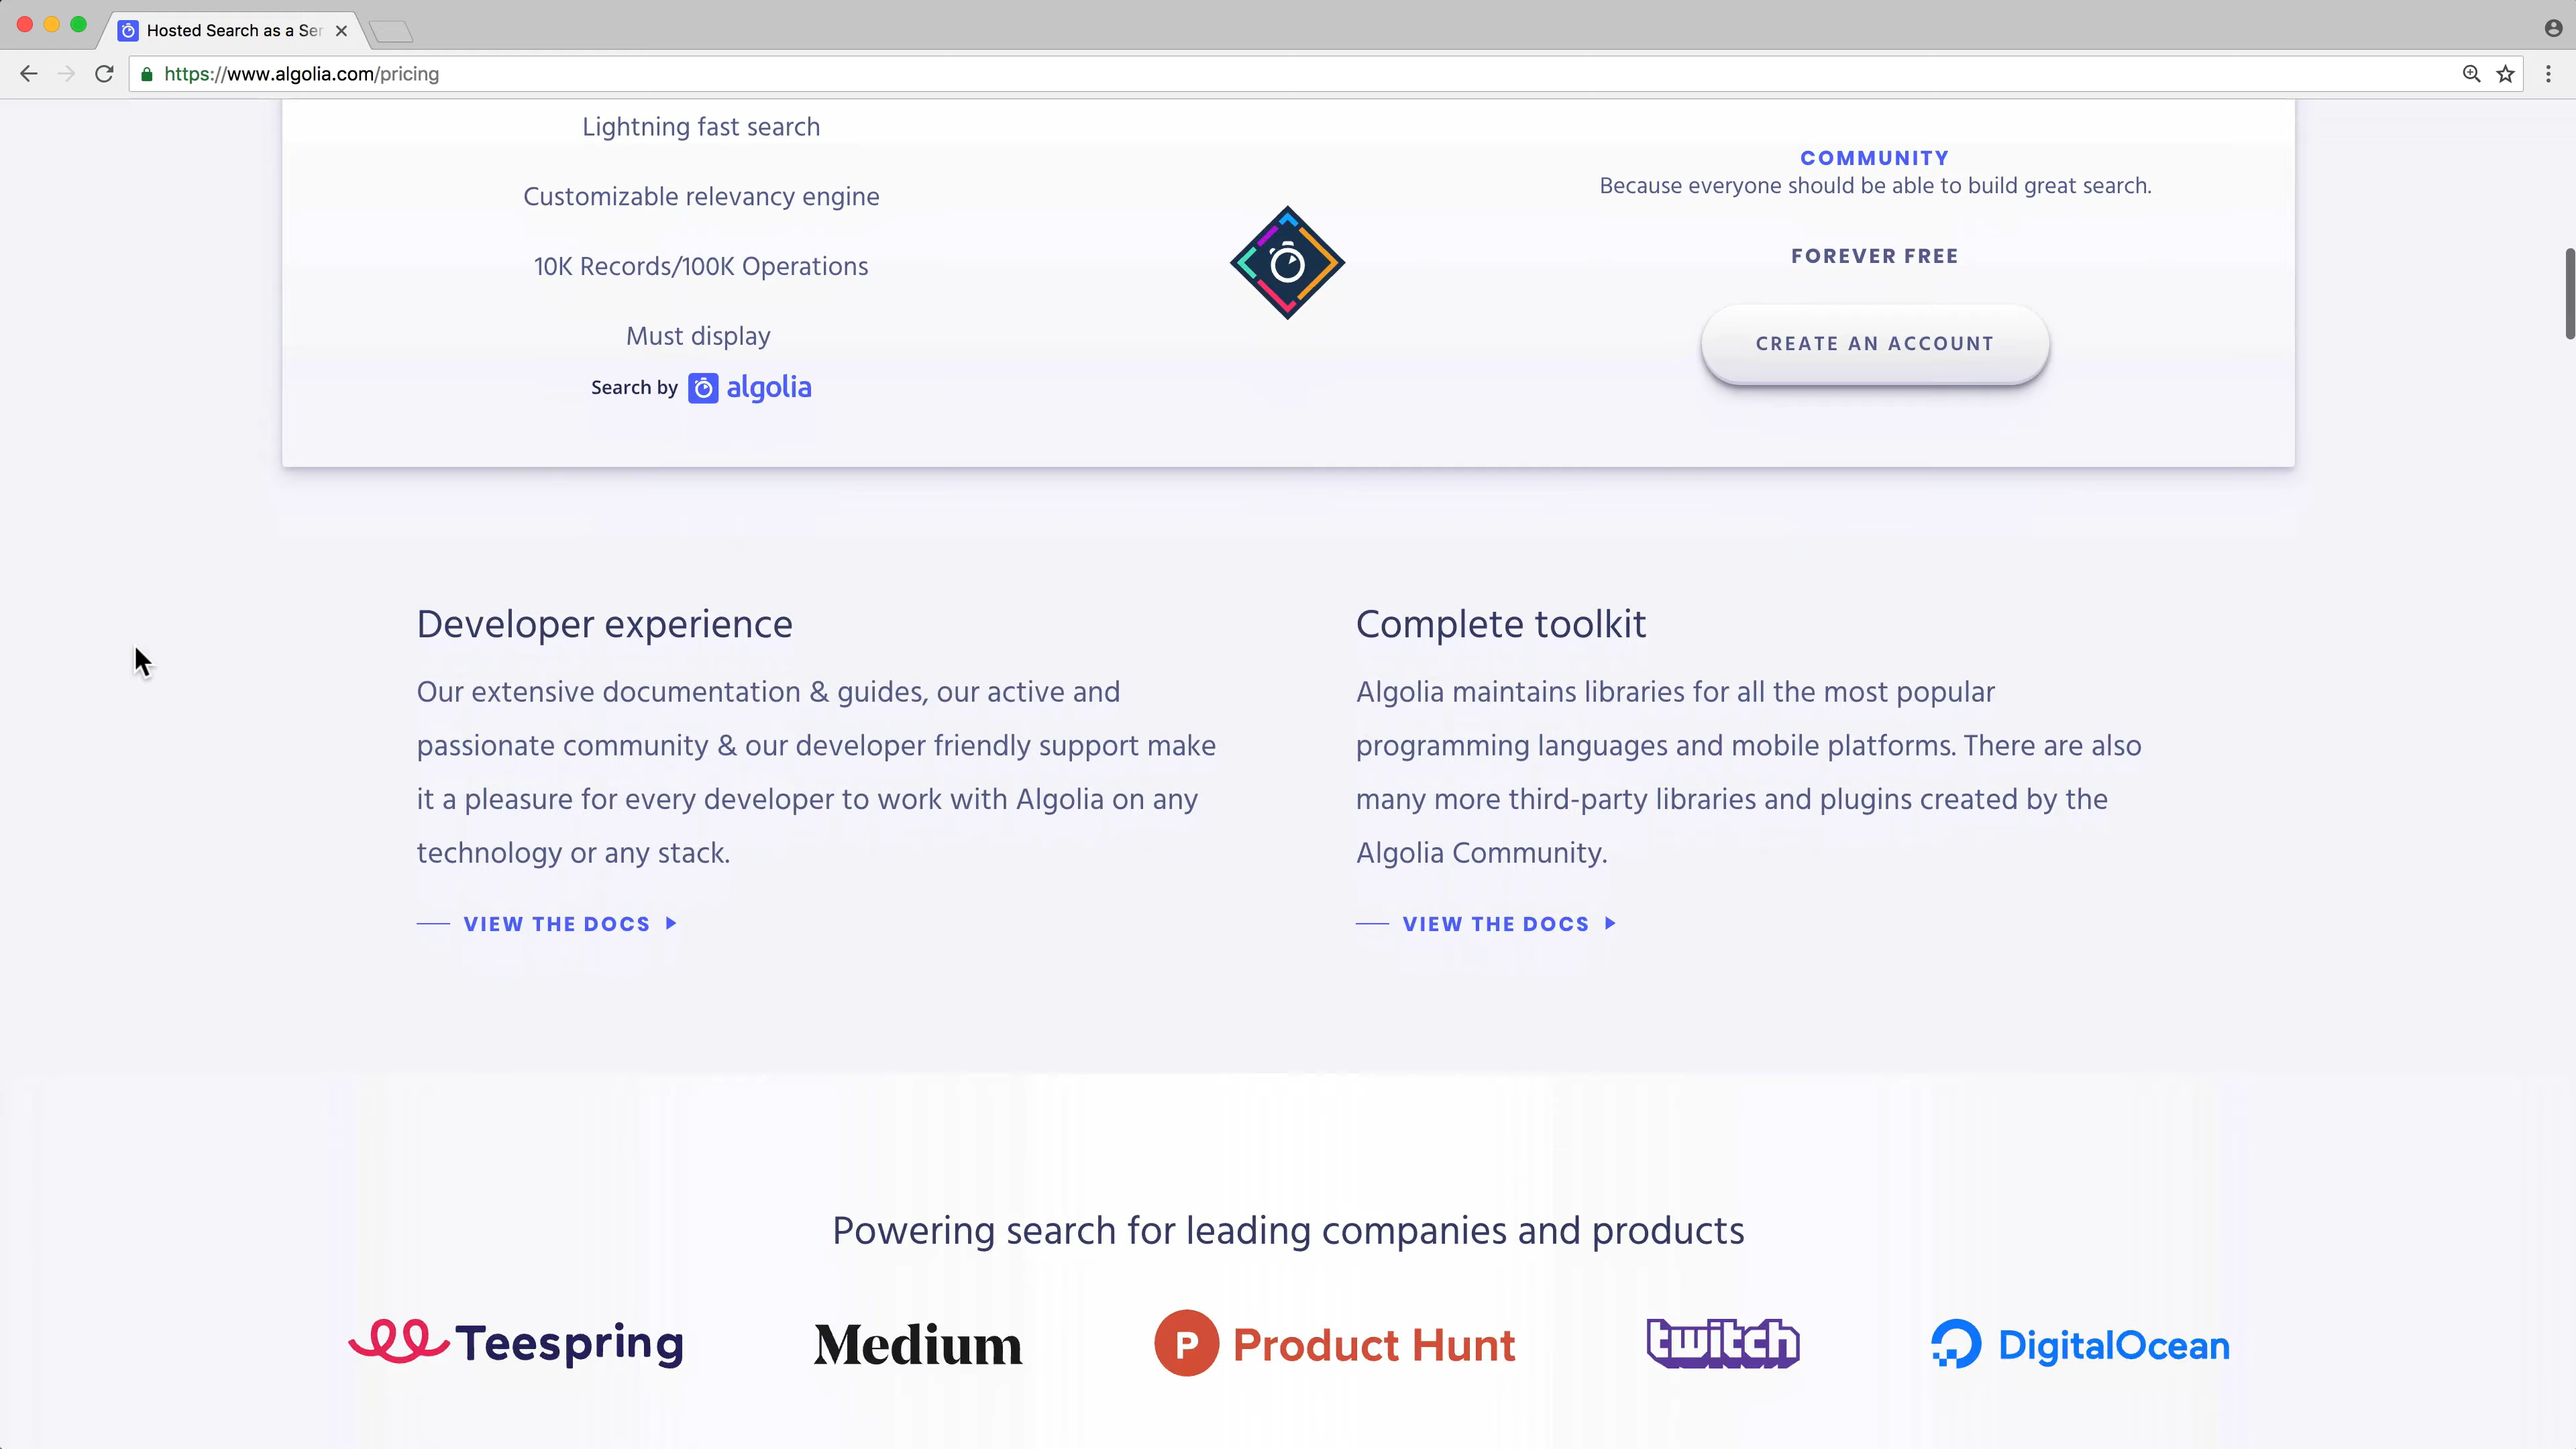 Hosted Search as a Ser
https://www.algolia.com/pricing
Lightning fast search
Customizable relevancy engine
10K Records/100K Operations
Must display
Search by algolia
COMMUNITY
Because everyone should be able to build great search.
FOREVER FREE
CREATE AN ACCOUNT
Developer experience
Our extensive documentation & guides, our active and
passionate community & our developer friendly support make
it a pleasure for every developer to work with Algolia on any
technology or any stack.
VIEW THE DOCS
Complete toolkit
Algolia maintains libraries for all the most popular
programming languages and mobile platforms. There are also
many more third-party libraries and plugins created by the
Algolia Community.
VIEW THE DOCS
Powering search for leading companies and products
Teespring
Medium
P Product Hunt
twitch
DigitalOcean